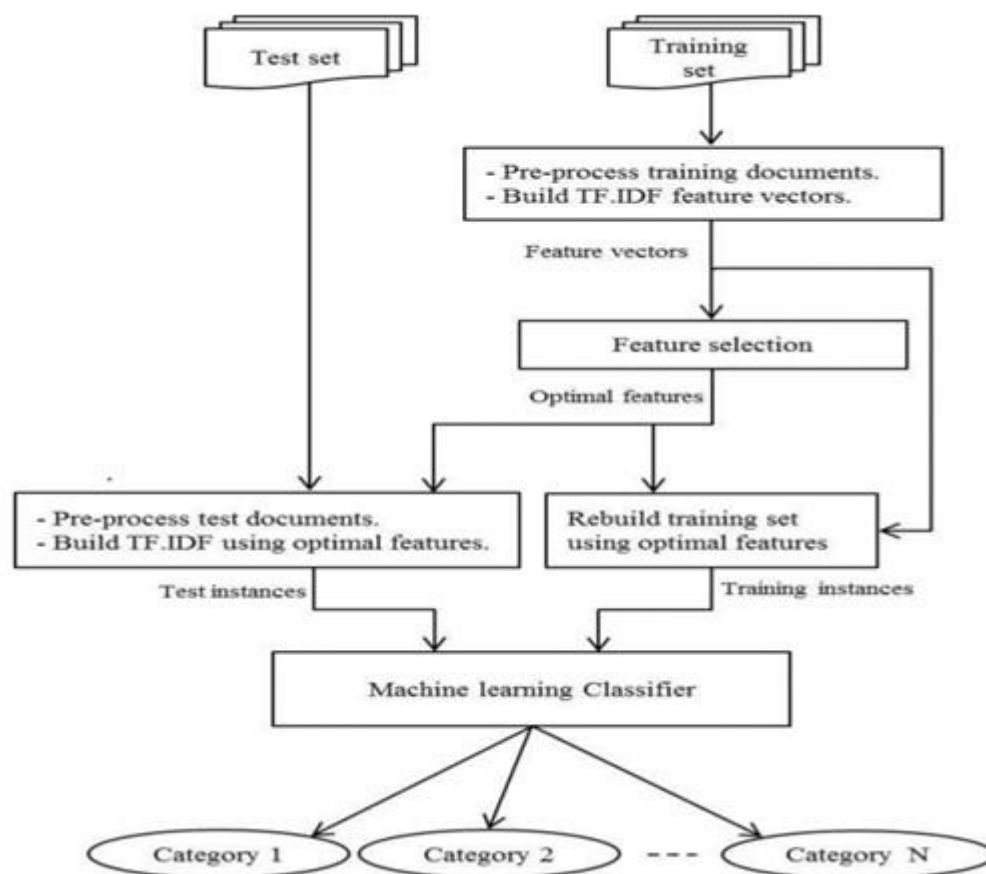 Test set
Training
set
- Pre-process training documents.
- Build TF.IDF feature vectors.
Feature vectors
Feature selection
Optimal features
- Pre-process test documents.
- Build TF.IDF using optimal features.
Rebuild training set
using optimal features
Test instances
Training instances
Machine learning Classifier
Category 1
Category 2
Category N